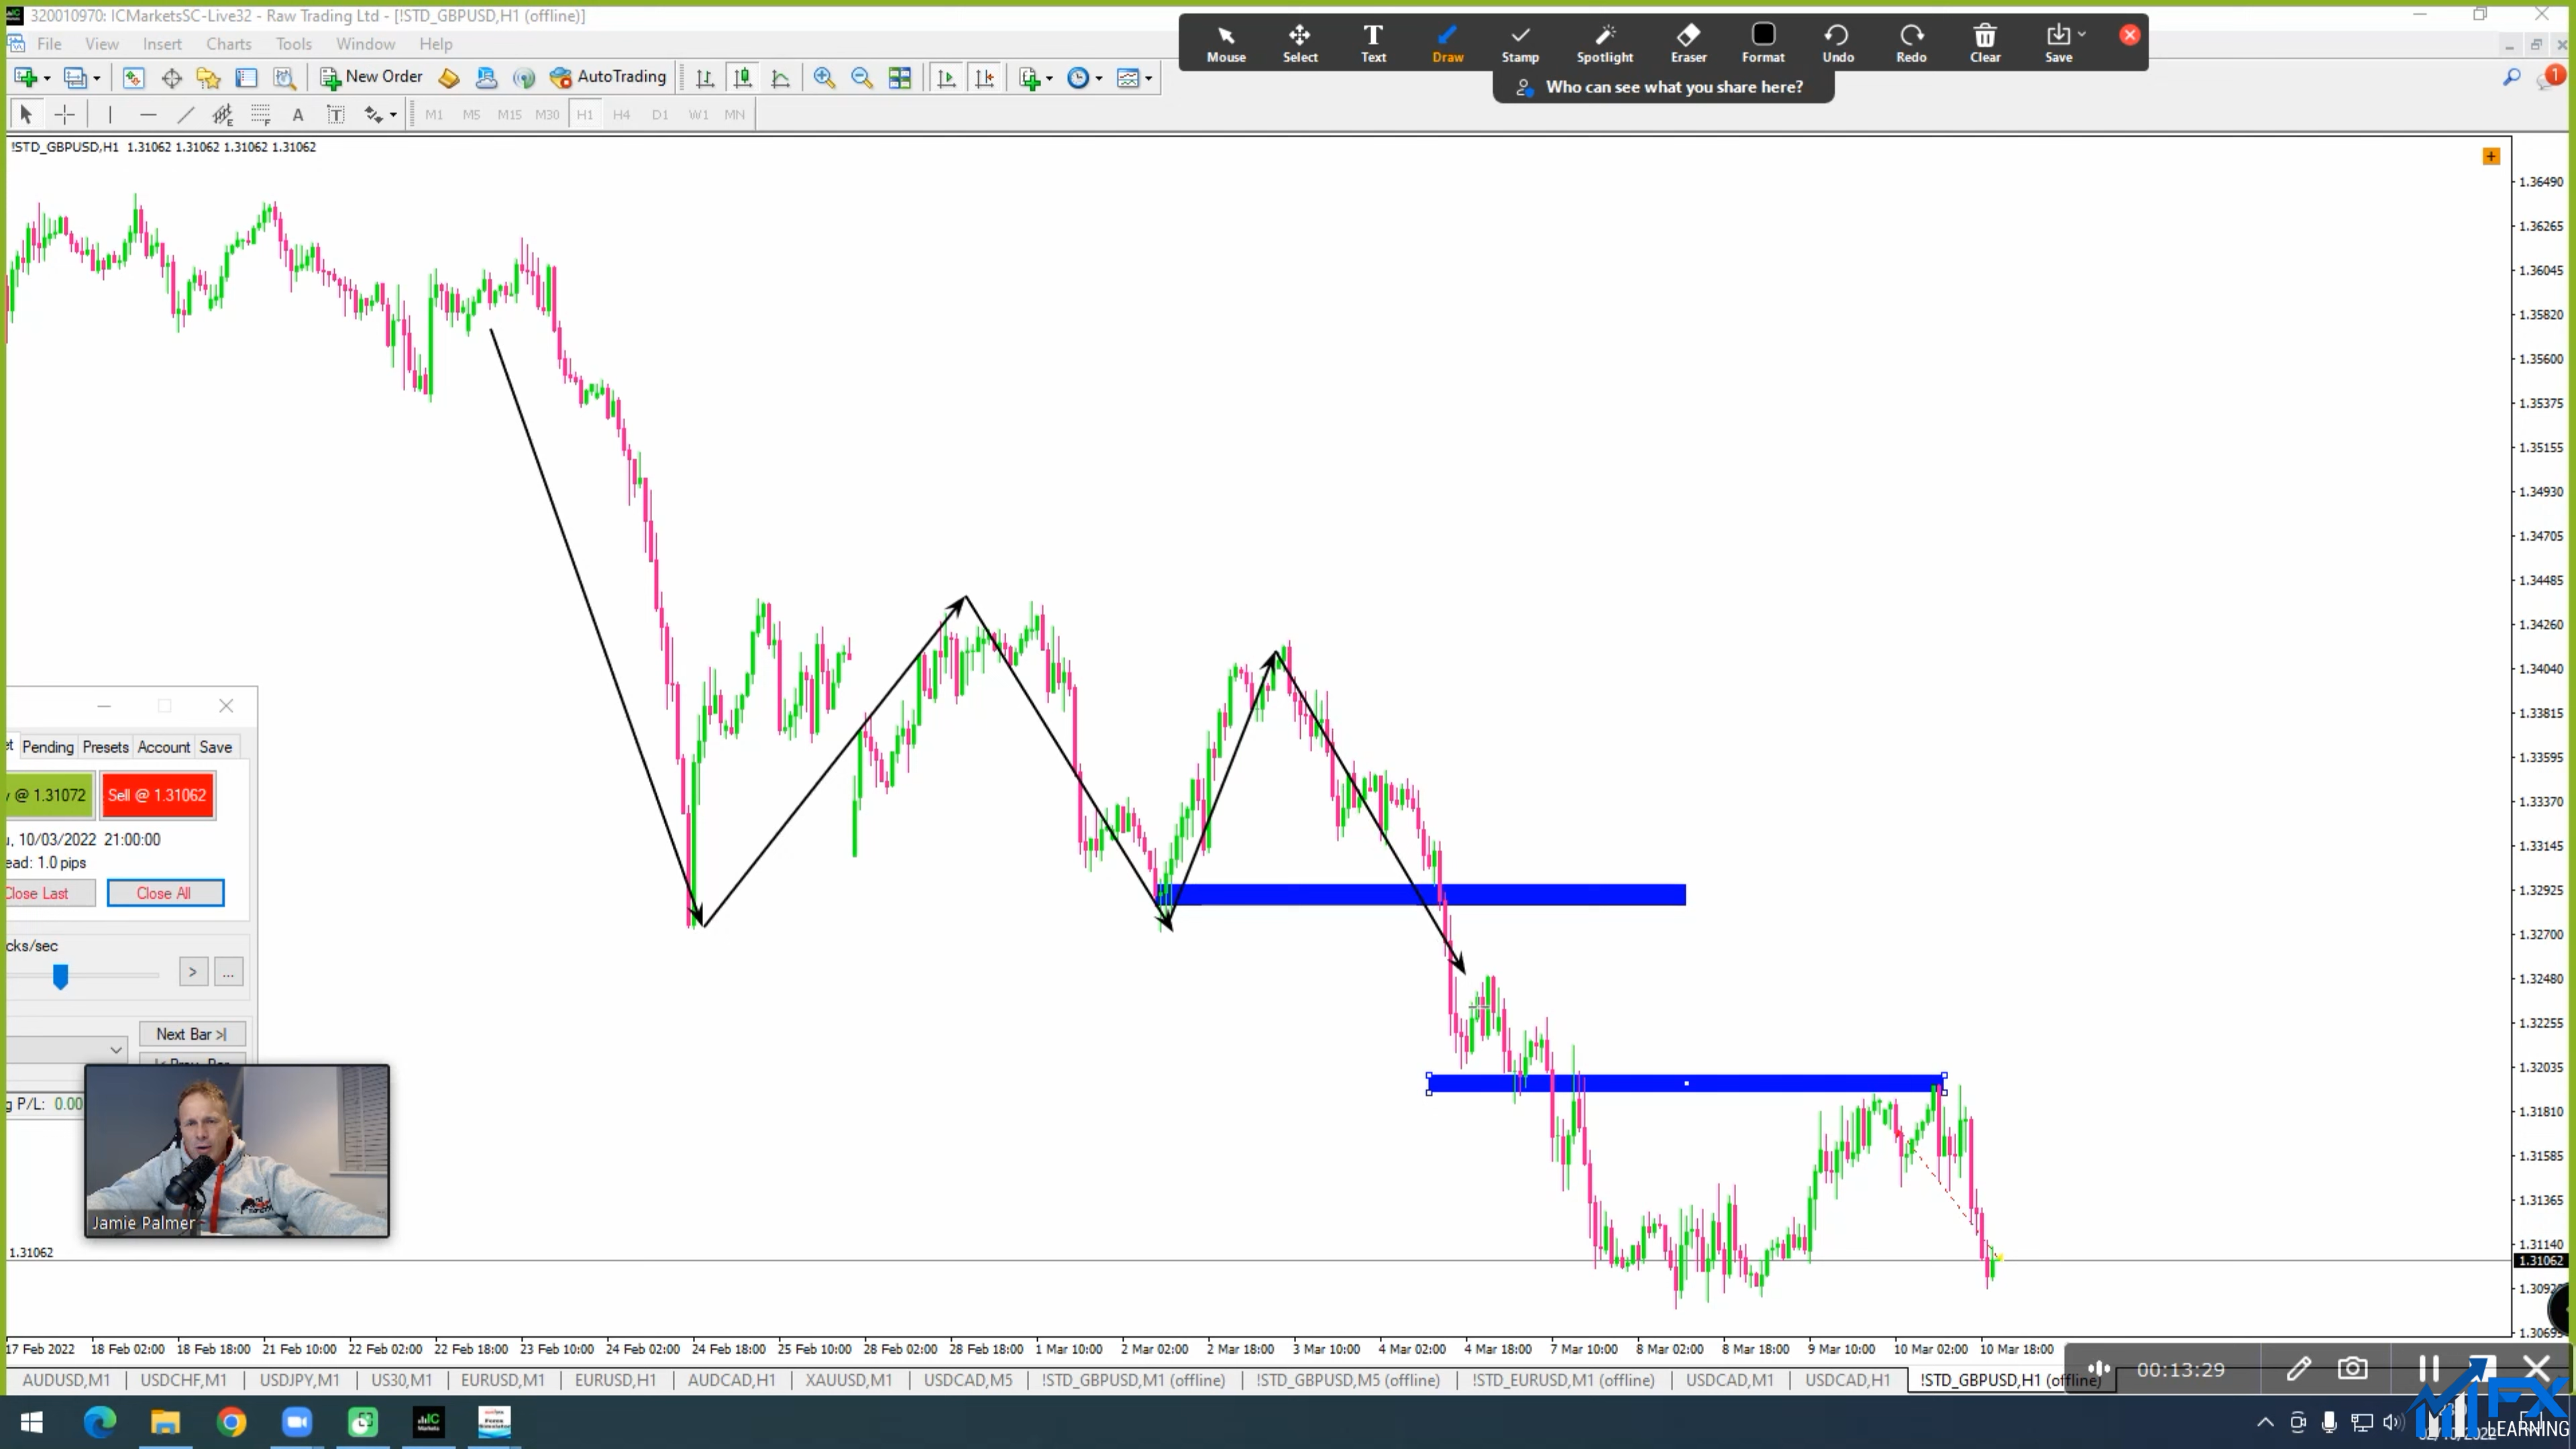 320010970: ICMarketsSC-Live32 - Raw Trading Ltd - [!STD_GBPUSD,H1 (offline)]
File View Insert Charts Tools Window Help
Mouse Select Text Draw Stamp Spotlight Eraser Format Undo Redo Clear Save
Who can see what you share here?
New Order AutoTrading
1
M1 M5 M15 M30 H1 H4 D1 W1 MN
!STD_GBPUSD,H1 1.31062 1.31062 1.31062 1.31062
1.36490
1.36265
1.36045
1.35820
1.35600
1.35375
1.35155
1.34930
1.34705
1.34485
1.34260
1.34040
1.33815
1.33595
1.33370
1.33145
1.32925
1.32700
1.32480
1.32255
1.32035
1.31810
1.31585
1.31365
1.31140
1.31062
Pending Presets Account Save
@ 1.31072 Sell @ 1.31062
10/03/2022 21:00:00
ead: 1.0 pips
Close Last Close All
cks/sec
> ...
Next Bar >|
g P/L: 0.00
Jamie Palmer
1.31062
17 Feb 2022 18 Feb 02:00 18 Feb 18:00 21 Feb 10:00 22 Feb 02:00 22 Feb 18:00 23 Feb 10:00 24 Feb 02:00 24 Feb 18:00 25 Feb 10:00 28 Feb 02:00 28 Feb 18:00 1 Mar 10:00 2 Mar 02:00 2 Mar 18:00 3 Mar 10:00 4 Mar 02:00 4 Mar 18:00 7 Mar 10:00 8 Mar 02:00 8 Mar 18:00 9 Mar 10:00 10 Mar 02:00 10 Mar 18:00
00:13:29
AUDUSD,M1 USDCHF,M1 USDJPY,M1 US30,M1 EURUSD,M1 EURUSD,H1 AUDCAD,H1 XAUUSD,M1 USDCAD,M5 !STD_GBPUSD,M1 (offline) !STD_GBPUSD,M5 (offline) !STD_EURUSD,M1 (offline) USDCAD,M1 USDCAD,H1 !STD_GBPUSD,H1 (offline)
LEARNING